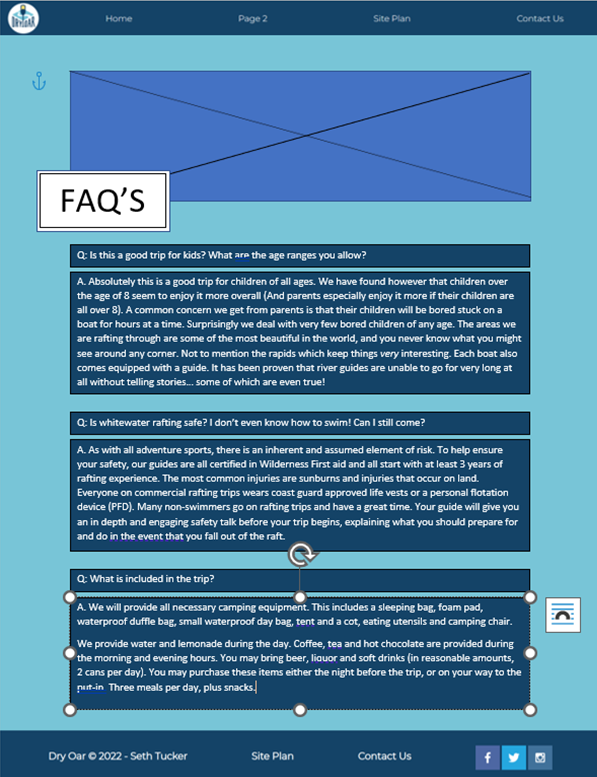 DRY OAR
Home Page 2 Site Plan Contact Us
FAQ'S
Q: Is this a good trip for kids? What are the age ranges you allow?
A. Absolutely this is a good trip for children of all ages. We have found however that children over
the age of 8 seem to enjoy it more overall (And parents especially enjoy it more if their children are
all over 8). A common concern we get from parents is that their children will be bored stuck on a
boat for hours at a time. Surprisingly we deal with very few bored children of any age. The areas we
are rafting through are some of the most beautiful in the world, and you never know what you might
see around any corner. Not to mention the rapids which keep things very interesting. Each boat also
comes equipped with a guide. It has been proven that river guides are unable to go for very long at
all without telling stories... some of which are even true!
Q: Is whitewater rafting safe? I don't even know how to swim! Can I still come?
A. As with all adventure sports, there is an inherent and assumed element of risk. To help ensure
your safety, our guides are all certified in Wilderness First aid and all start with at least 3 years of
rafting experience. The most common injuries are sunburns and injuries that occur on land.
Everyone on commercial rafting trips wears coast guard approved life vests or a personal flotation
device (PFD). Many non-swimmers go on rafting trips and have a great time. Your guide will give you
an in depth and engaging safety talk before your trip begins, explaining what you should prepare for
and do in the event that you fall out of the raft.
Q: What is included in the trip?
A. We will provide all necessary camping equipment. This includes a sleeping bag, foam pad,
waterproof duffle bag, small waterproof day bag, tent and a cot, eating utensils and camping chair.
We provide water and lemonade during the day. Coffee, tea and hot chocolate are provided during
the morning and evening hours. You may bring beer, liquor and soft drinks (in reasonable amounts,
2 cans per day). You may purchase these items either the night before the trip, or on your way to the
put-in. Three meals per day, plus snacks.
Dry Oar © 2022 - Seth Tucker Site Plan Contact Us